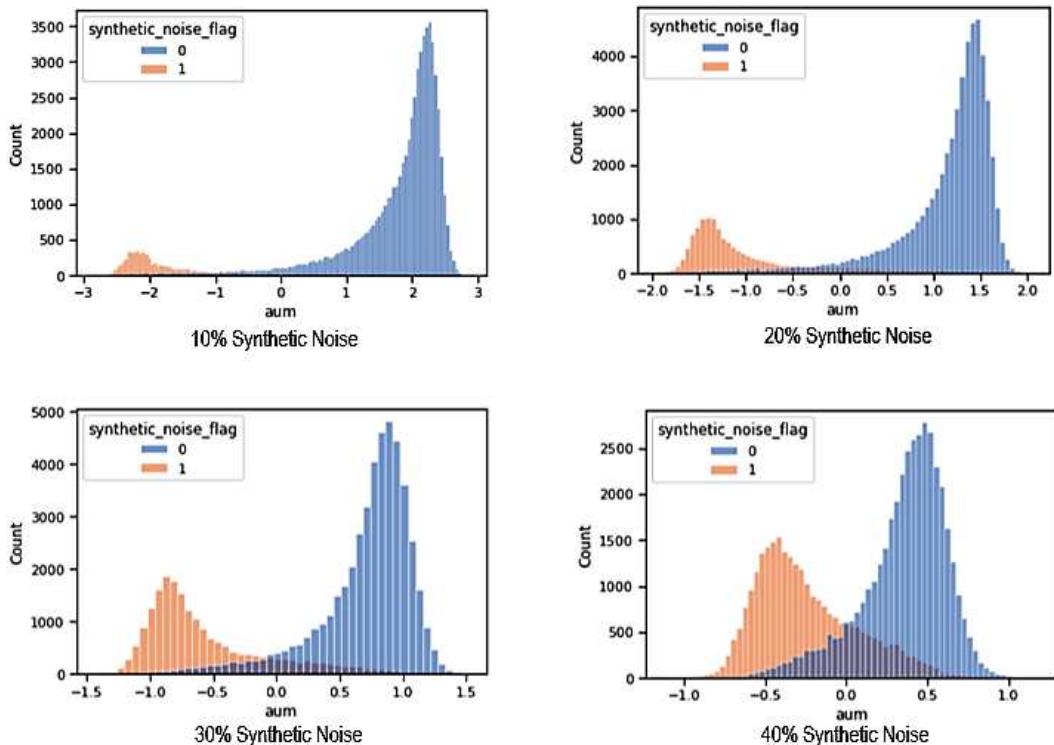 synthetic_noise_flag
0
1
3500
3000
2500
2000
1500
1000
500
0
Count
−3 −2 −1 0 1 2 3
aum
10% Synthetic Noise
synthetic_noise_flag
0
1
4000
3000
2000
1000
0
Count
−2.0 −1.5 −1.0 −0.5 0.0 0.5 1.0 1.5 2.0
aum
20% Synthetic Noise
synthetic_noise_flag
0
1
5000
4000
3000
2000
1000
0
Count
−1.5 −1.0 −0.5 0.0 0.5 1.0 1.5
aum
30% Synthetic Noise
synthetic_noise_flag
0
1
2500
2000
1500
1000
500
0
Count
−1.0 −0.5 0.0 0.5 1.0
aum
40% Synthetic Noise